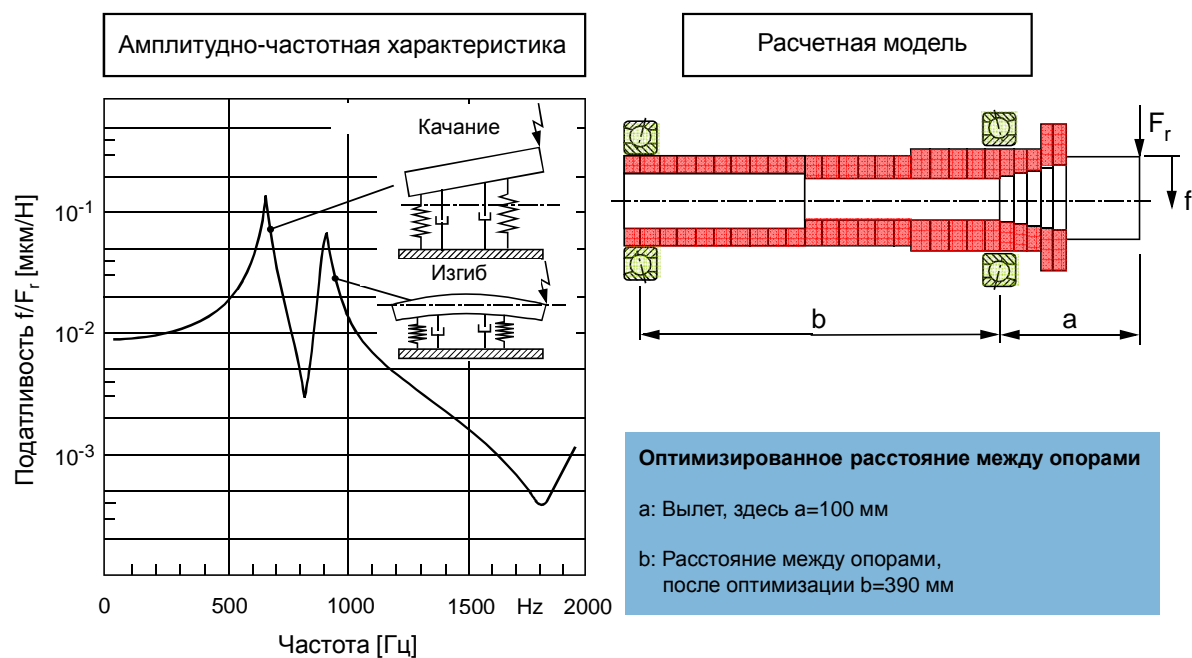 Амплитудно-частотная характеристика
Расчетная модель
Податливость f/Fr [мкм/Н]
10-1
10-2
10-3
Качание
Изгиб
0
500
1000
1500
Hz
2000
Частота [Гц]
Fr
f
b
a
Оптимизированное расстояние между опорами
a: Вылет, здесь a=100 мм
b: Расстояние между опорами,
после оптимизации b=390 мм